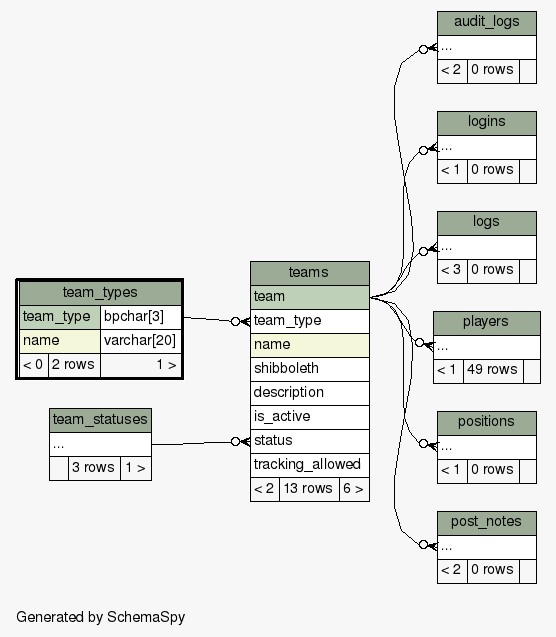 audit_logs
...
< 2 0 rows
logins
...
< 1 0 rows
logs
...
< 3 0 rows
teams
team
team_type
name
shibboleth
description
is_active
status
tracking_allowed
< 2 13 rows 6 >
team_types
team_type bpchar[3]
name varchar[20]
< 0 2 rows 1 >
players
...
< 1 49 rows
team_statuses
...
3 rows 1 >
positions
...
< 1 0 rows
post_notes
...
< 2 0 rows
Generated by SchemaSpy